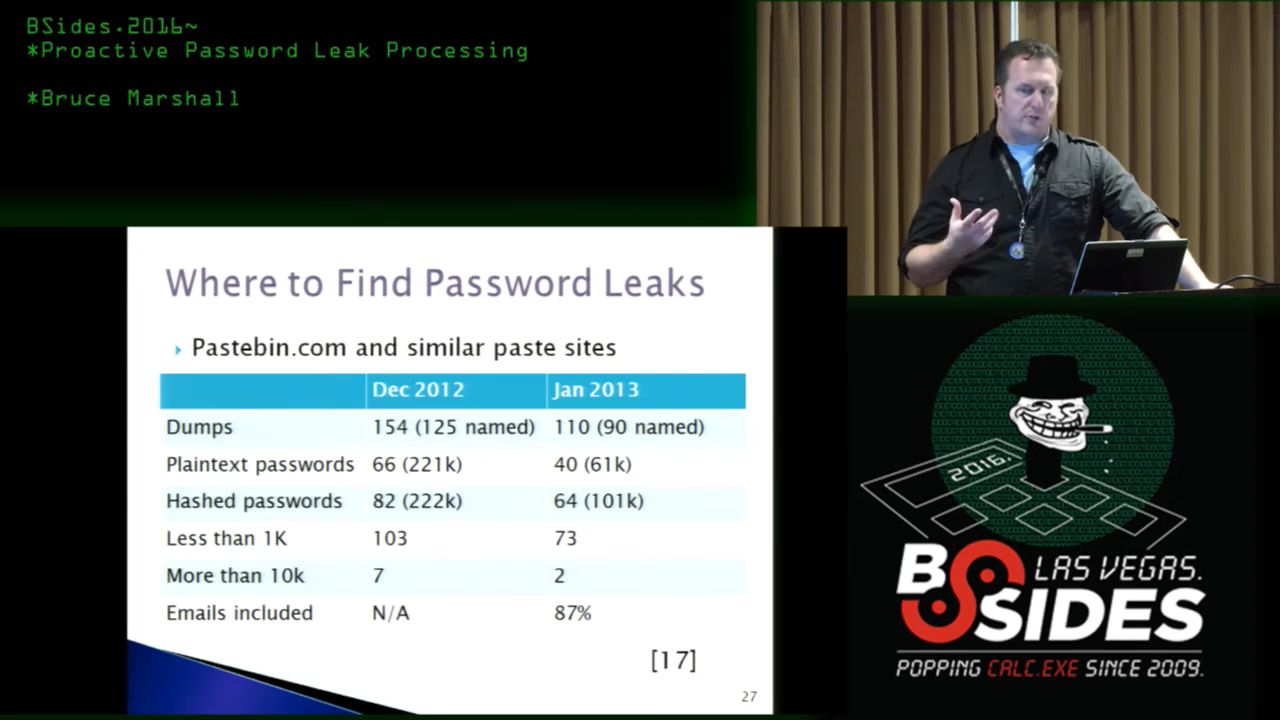 BSides.2016~
*Proactive Password Leak Processing
*Bruce Marshall
Where to Find Password Leaks
Pastebin.com and similar paste sites
Dec 2012 Jan 2013
Dumps 154 (125 named) 110 (90 named)
Plaintext passwords 66 (221k) 40 (61k)
Hashed passwords 82 (222k) 64 (101k)
Less than 1K 103 73
More than 10k 7 2
Emails included N/A 87%
[17]
27
2016.
BSIDES
LAS VEGAS.
POPPING CALC.EXE SINCE 2009.